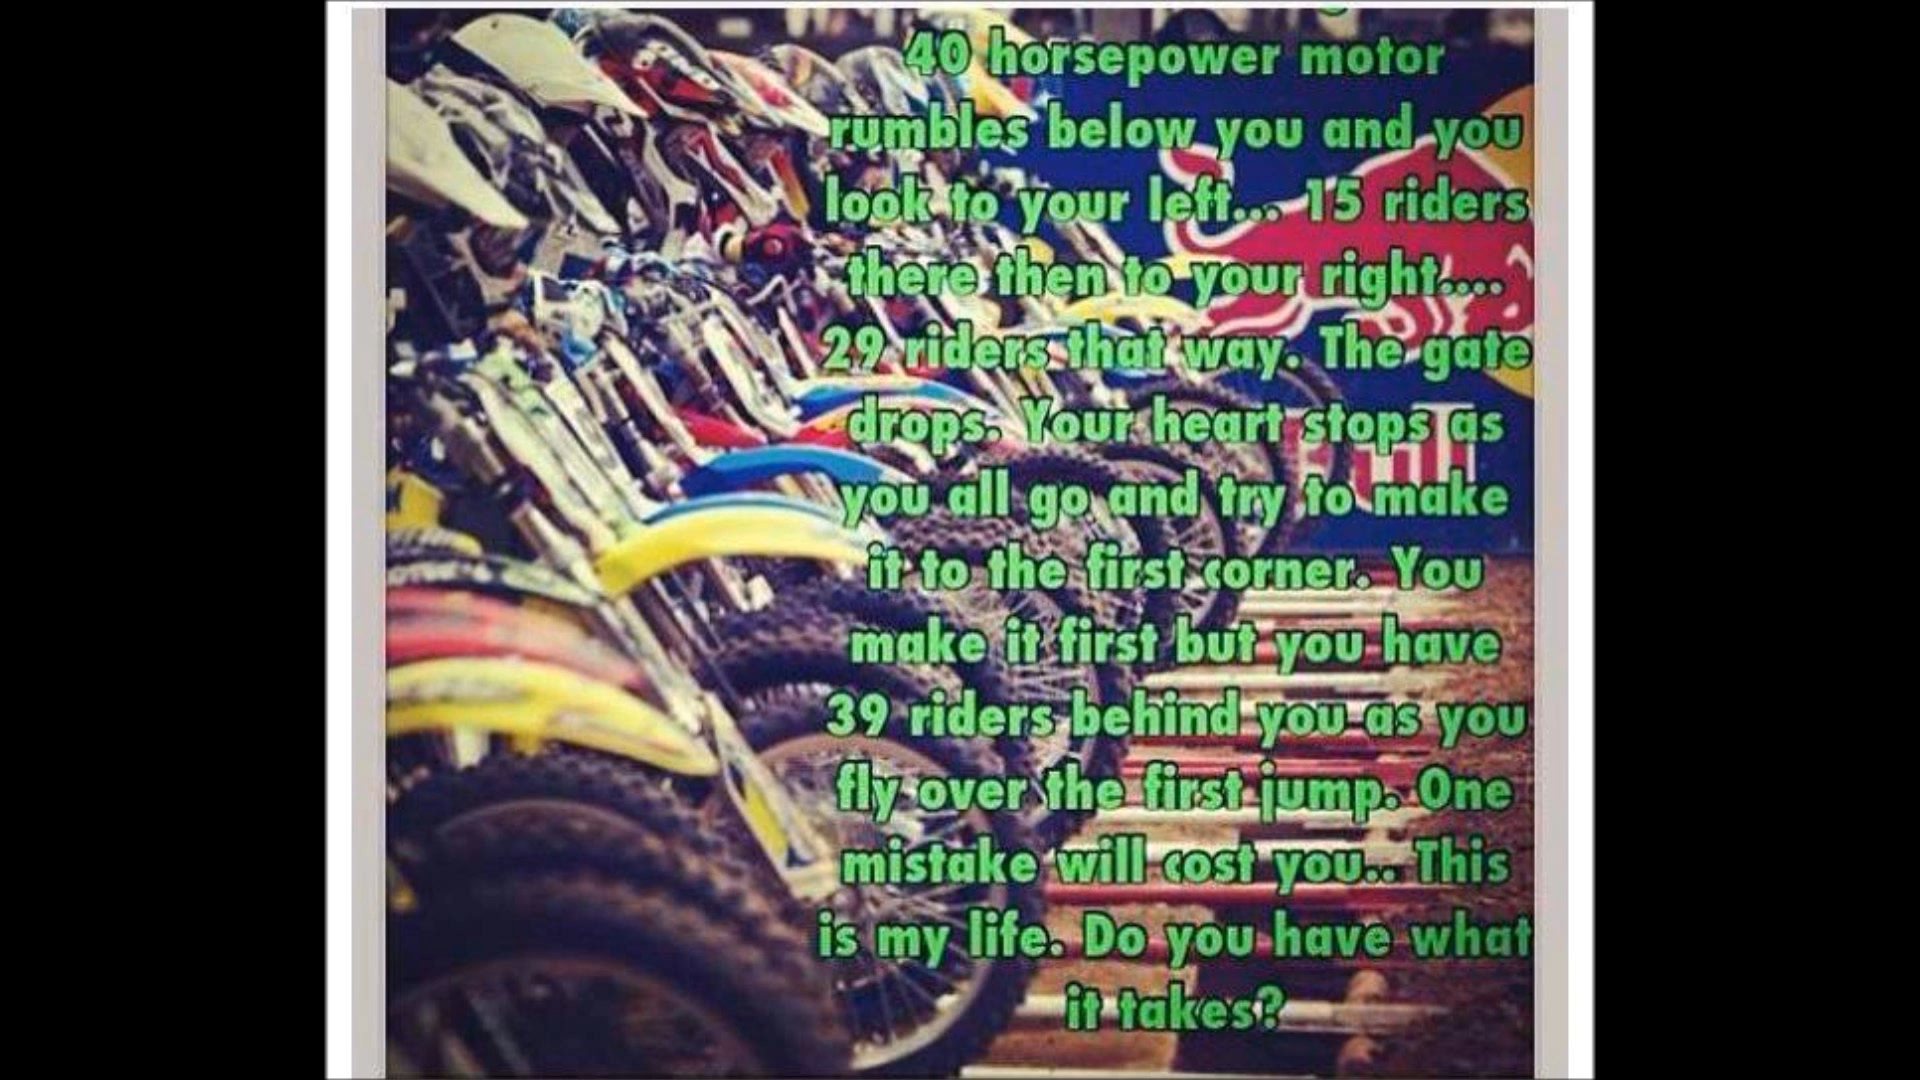 40 horsepower motor
rumbles below you and you
look to your left... 15 riders
there then to your right....
29 riders that way. The gate
drops. Your heart stops as
you all go and try to make
it to the first corner. You
make it first but you have
39 riders behind you as you
fly over the first jump. One
mistake will cost you.. This
is my life. Do you have what
it takes?